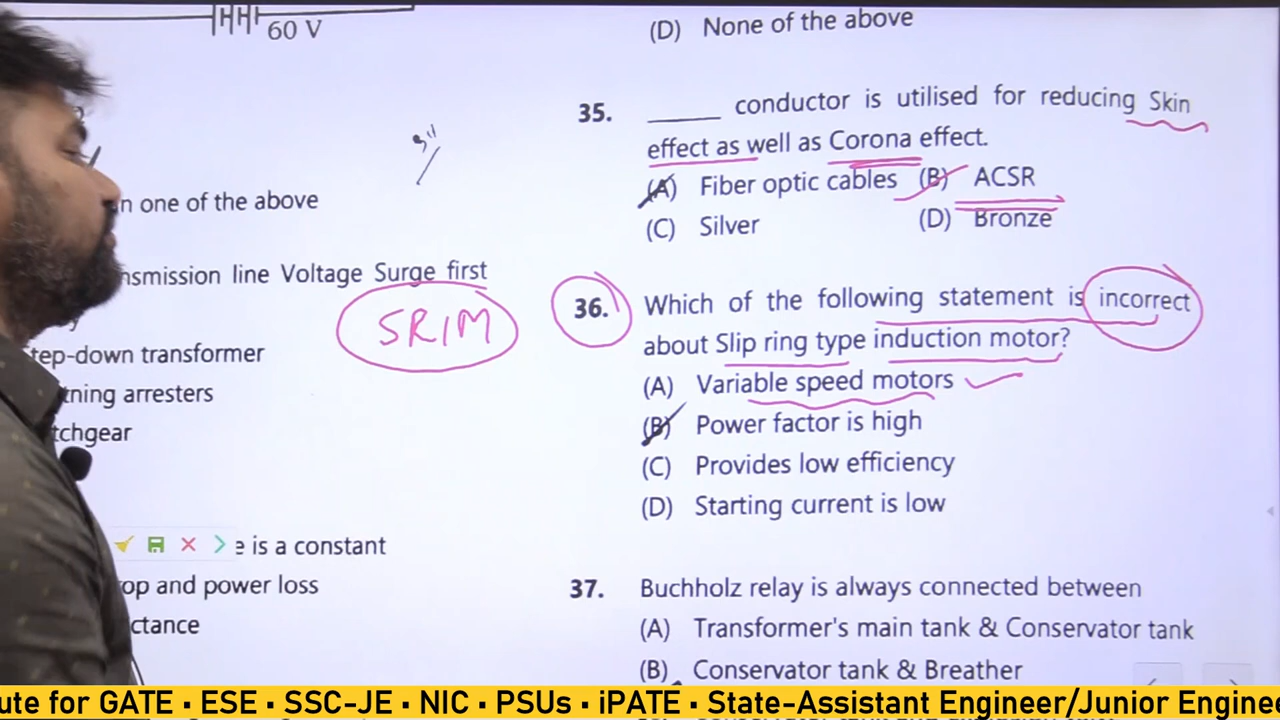 60 V
n one of the above
nsmission line Voltage Surge first
SRIM
tep-down transformer
ning arresters
tchgear
e is a constant
op and power loss
ctance
(D) None of the above
35. _____ conductor is utilised for reducing Skin
effect as well as Corona effect.
(A) Fiber optic cables (B) ACSR
(C) Silver (D) Bronze
36. Which of the following statement is incorrect
about Slip ring type induction motor?
(A) Variable speed motors
(B) Power factor is high
(C) Provides low efficiency
(D) Starting current is low
37. Buchholz relay is always connected between
(A) Transformer's main tank & Conservator tank
(B) Conservator tank & Breather
ute for GATE ▪ ESE ▪ SSC-JE ▪ NIC ▪ PSUs ▪ iPATE ▪ State-Assistant Engineer/Junior Enginee